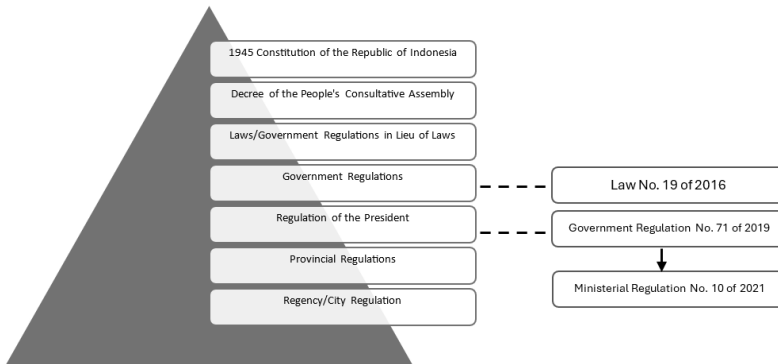 1945 Constitution of the Republic of Indonesia
Decree of the People's Consultative Assembly
Laws/Government Regulations in Lieu of Laws
Government Regulations
Regulation of the President
Provincial Regulations
Regency/City Regulation
Law No. 19 of 2016
Government Regulation No. 71 of 2019
Ministerial Regulation No. 10 of 2021